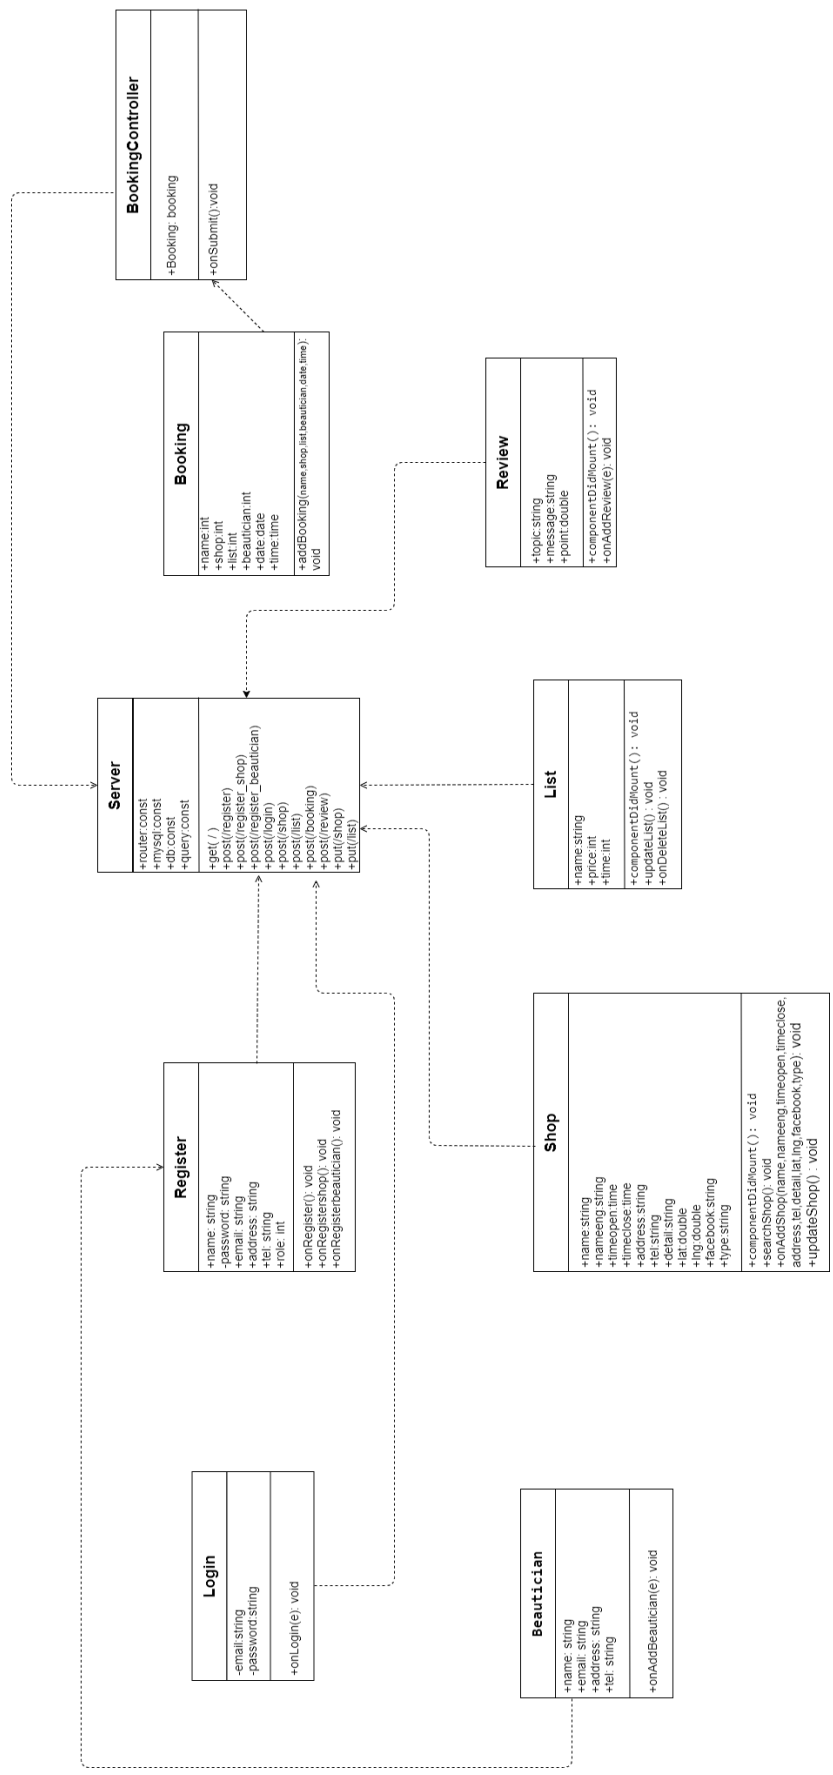 Login
-email:string
-password:string
+onLogin(e): void
Register
+name: string
-password: string
+email: string
+address: string
+tel: string
+role: int
+onRegister(): void
+onRegistershop(): void
+onRegisterbeautician(): void
Server
+router:const
+mysql:const
+db:const
+query:const
+get( / )
+post(/register)
+post(/register_shop)
+post(/register_beautician)
+post(/login)
+post(/shop)
+post(/list)
+post(/booking)
+post(/review)
+put(/shop)
+put(/list)
Booking
+name:int
+shop:int
+list:int
+beautician:int
+date:date
+time:time
+addBooking(name,shop,list,beautician,date,time):
void
BookingController
+Booking: booking
+onSubmit():void
Beautician
+name: string
+email: string
+address: string
+tel: string
+onAddBeautician(e): void
Shop
+name:string
+nameeng:string
+timeopen:time
+timeclose:time
+address:string
+tel:string
+detail:string
+lat:double
+lng:double
+facebook:string
+type:string
+componentDidMount(): void
+searchShop(): void
+onAddShop(name,nameeng,timeopen,timeclose,
address,tel,detail,lat,lng,facebook,type): void
+updateShop() : void
List
+name:string
+price:int
+time:int
+componentDidMount(): void
+updateList() : void
+onDeleteList() : void
Review
+topic:string
+message:string
+point:double
+componentDidMount(): void
+onAddReview(e): void